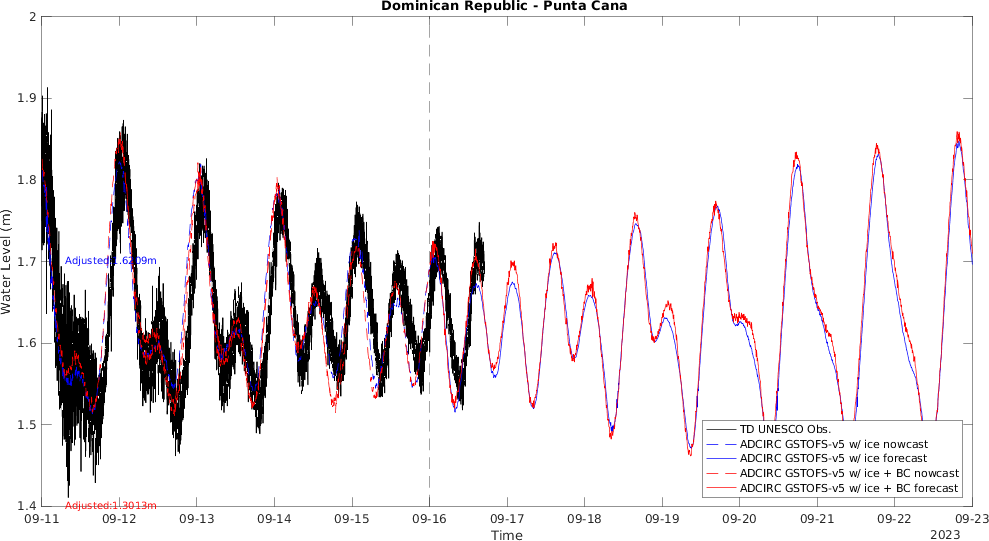 Dominican Republic - Punta Cana
2
1.9
1.8
1.7
1.6
1.5
1.4
Water Level (m)
Adjusted:1.6209m
Adjusted:1.3013m
TD UNESCO Obs.
ADCIRC GSTOFS-v5 w/ ice nowcast
ADCIRC GSTOFS-v5 w/ ice forecast
ADCIRC GSTOFS-v5 w/ ice + BC nowcast
ADCIRC GSTOFS-v5 w/ ice + BC forecast
09-11 09-12 09-13 09-14 09-15 09-16 09-17 09-18 09-19 09-20 09-21 09-22 09-23
Time
2023